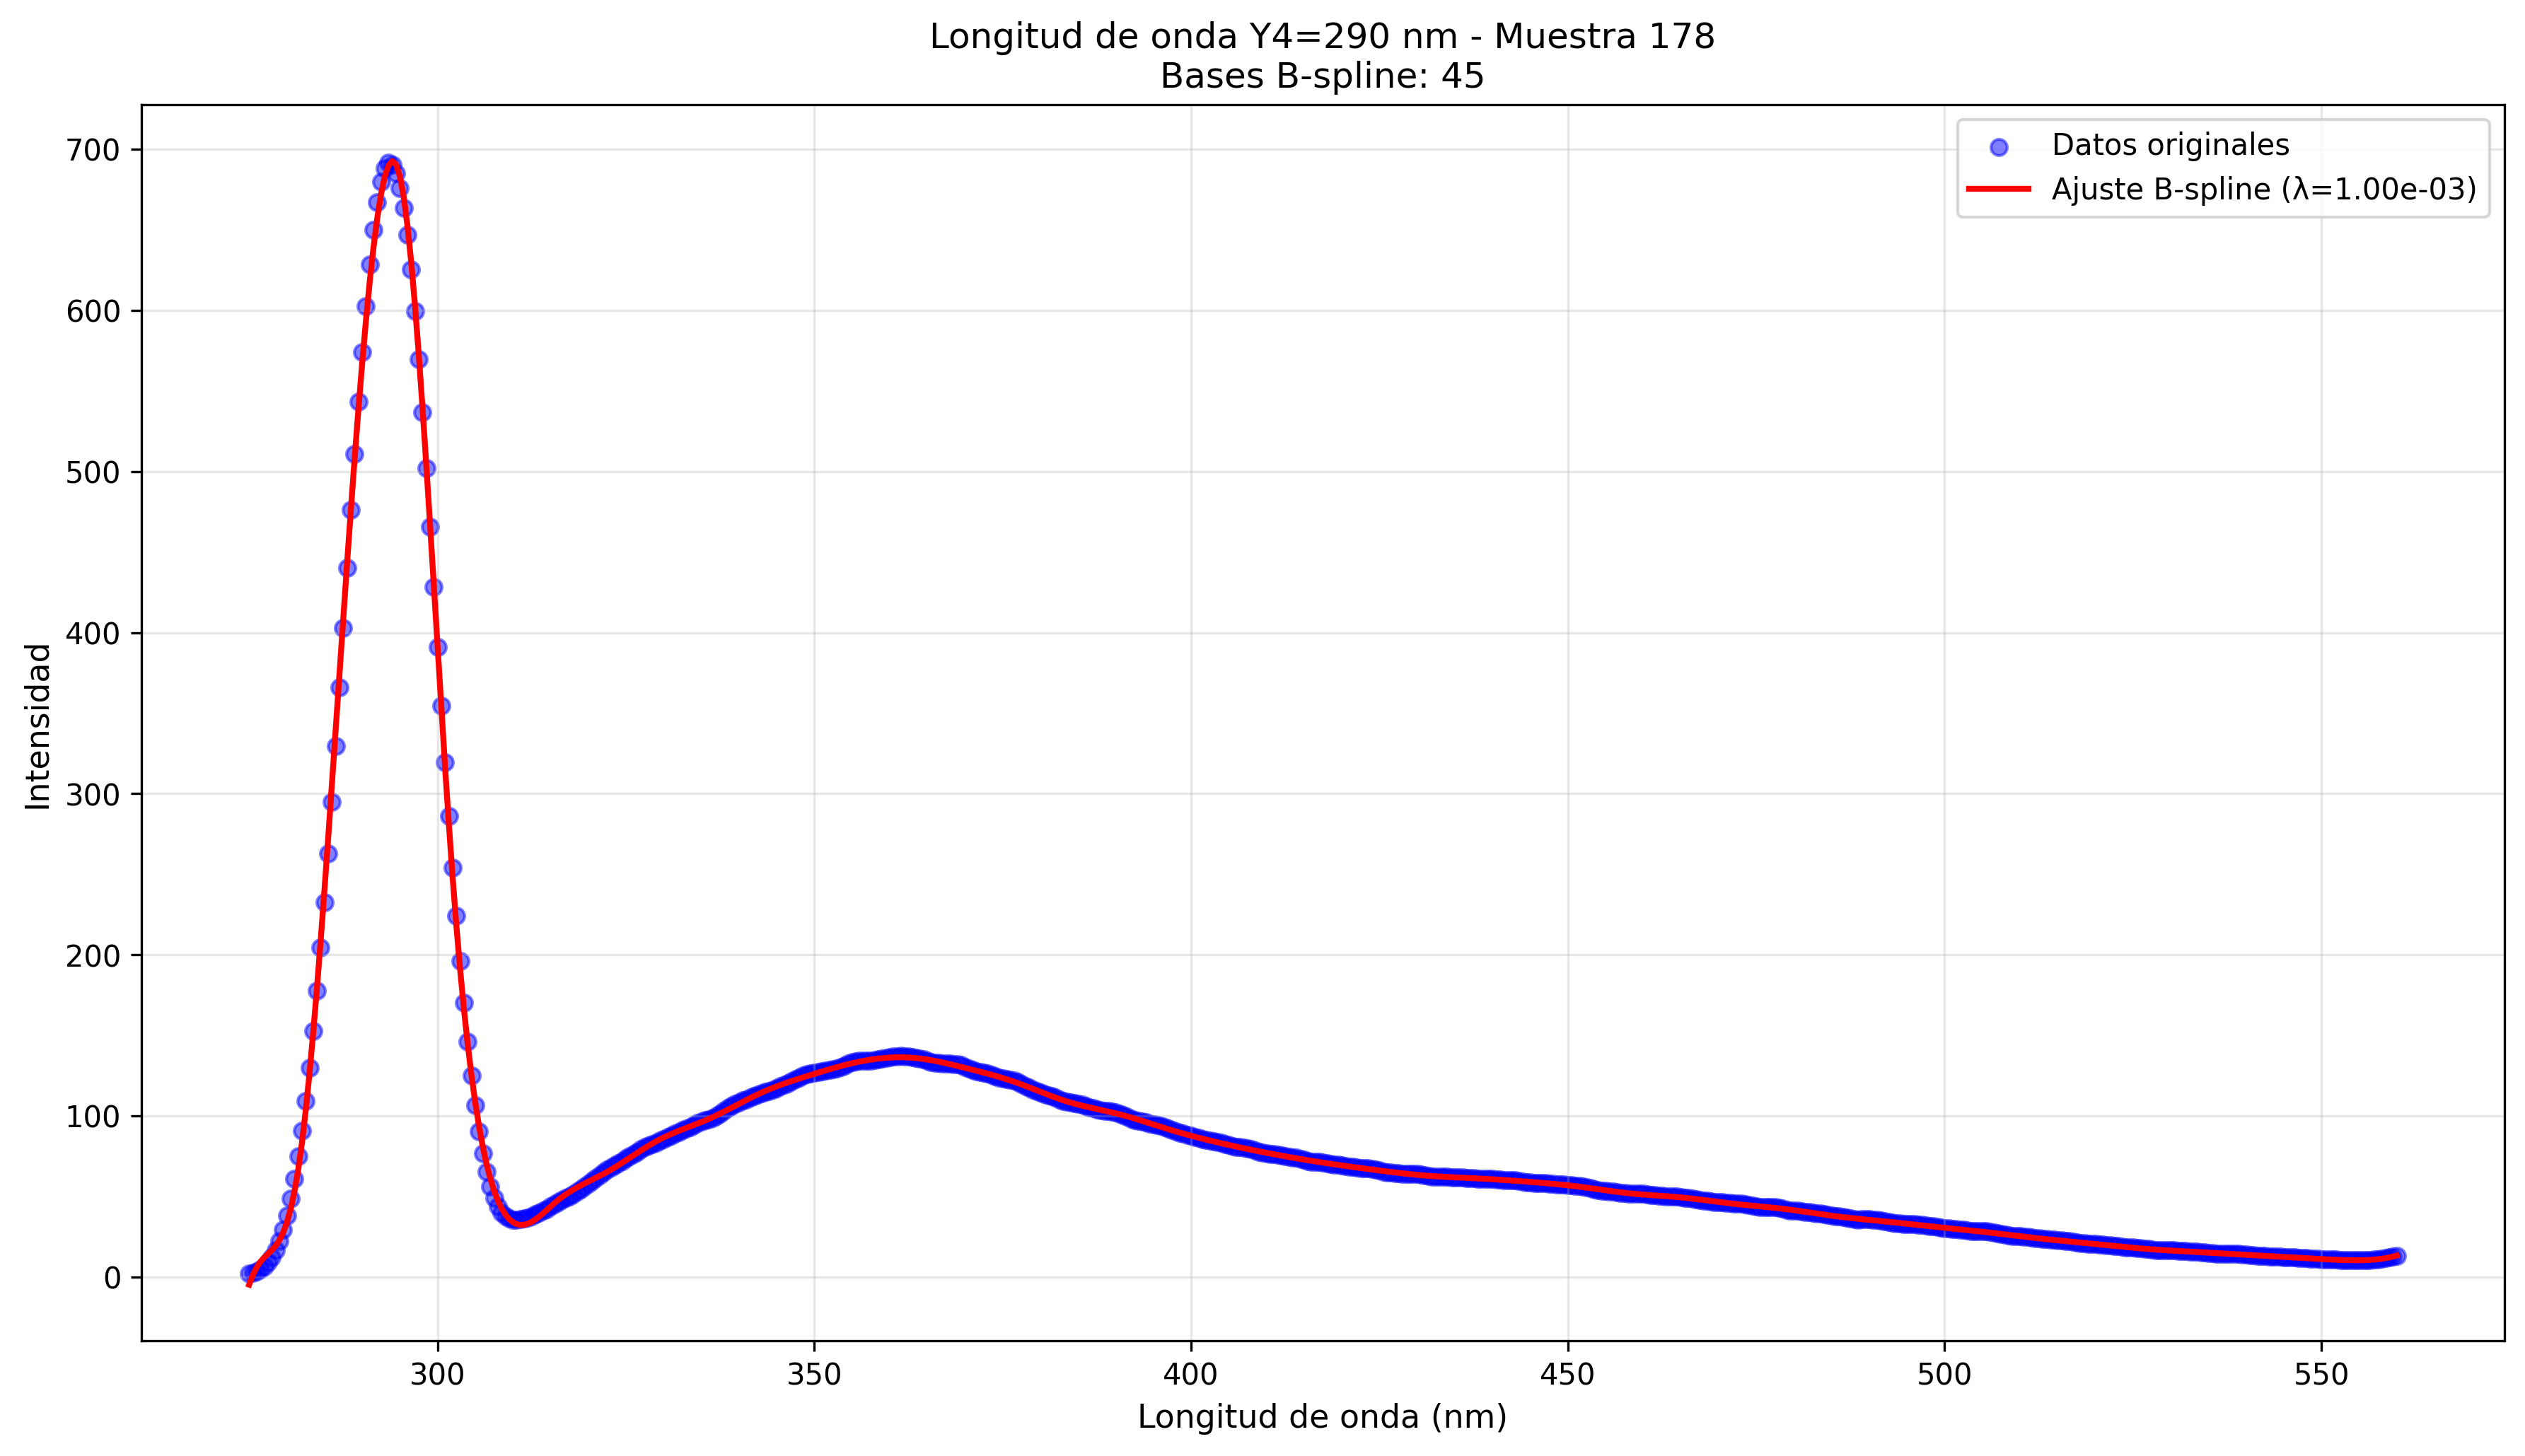 Longitud de onda Y4=290 nm - Muestra 178
Bases B-spline: 45
Datos originales
Ajuste B-spline (λ=1.00e-03)
Intensidad
700
600
500
400
300
200
100
0
300 350 400 450 500 550
Longitud de onda (nm)